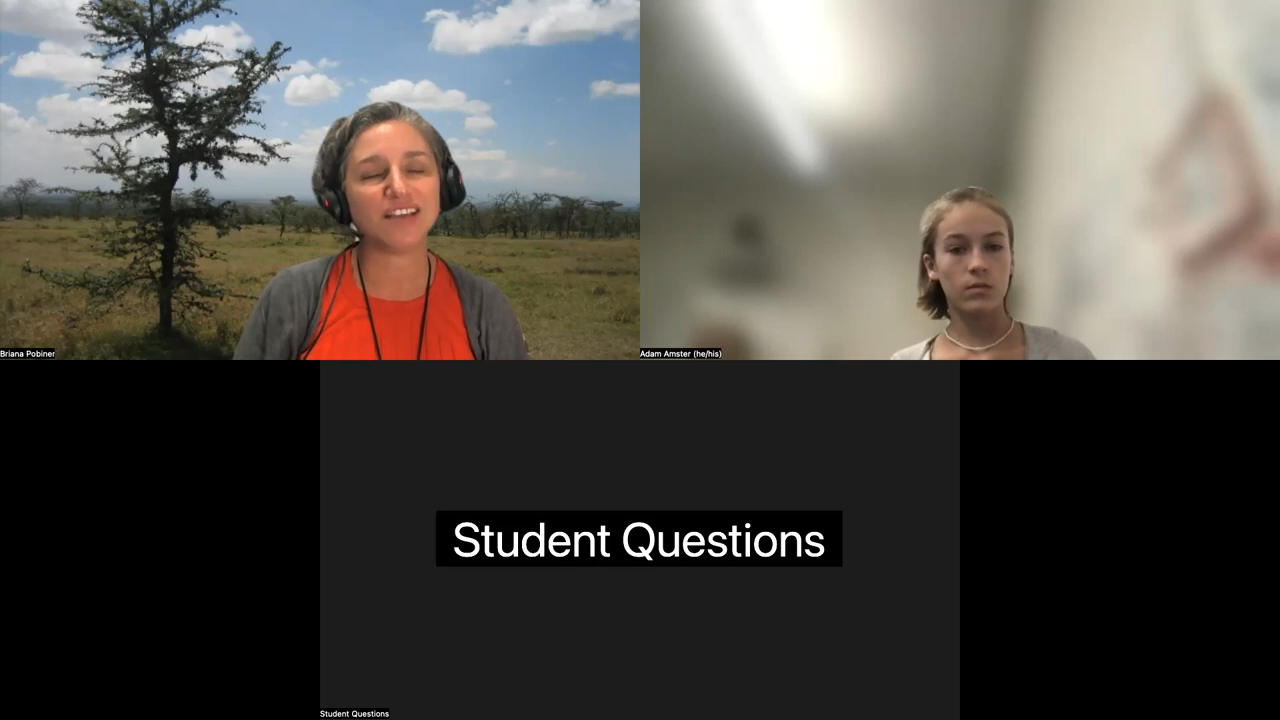 Briana Pobiner
Adam Amster (he/his)
Student Questions
Student Questions